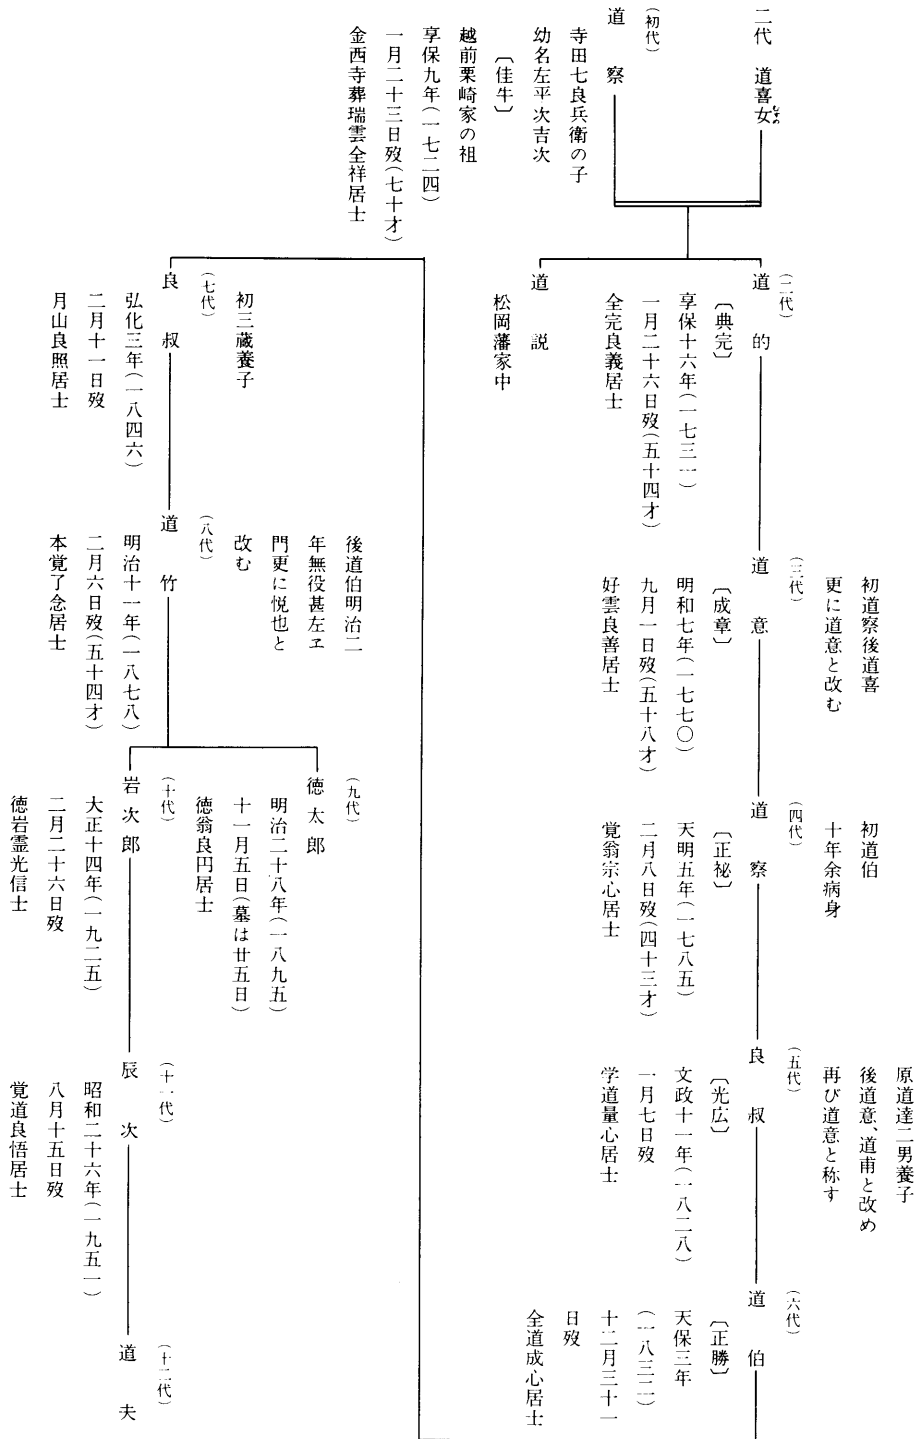 二代 道喜女
むすめ
(初代)
道察
寺田七良兵衛の子
幼名左平次吉次
〔佳牛〕
越前栗崎家の祖
享保九年(一七二四)
一月二十三日歿(七十才)
金西寺葬瑞雲全祥居士
(二代)
道的
〔典完〕
享保十六年(一七三一)
一月二十六日歿(五十四才)
全完良義居士
道説
松岡藩家中
初道察後道喜
更に道意と改む
(三代)
道意
〔成章〕
明和七年(一七七〇)
九月一日歿(五十八才)
好雲良善居士
初道伯
十年余病身
(四代)
道察
〔正祕〕
天明五年(一七八五)
二月八日歿(四十三才)
覚翁宗心居士
原道達二男養子
後道意、道甫と改め
再び道意と称す
(五代)
良叔
〔光広〕
文政十一年(一八二八)
一月七日歿
学道量心居士
(六代)
道伯
〔正勝〕
天保三年
(一八三二)
十二月三十一
日歿
全道成心居士
初三蔵養子
(七代)
良叔
弘化三年(一八四六)
二月十一日歿
月山良照居士
後道伯明治二
年無役甚左ヱ
門更に悦也と
改む
(八代)
道竹
明治十一年(一八七八)
二月六日歿(五十四才)
本覚了念居士
(九代)
徳太郎
明治二十八年(一八九五)
十一月五日(墓は廿五日)
徳翁良円居士
(十代)
岩次郎
大正十四年(一九二五)
二月二十六日歿
徳岩霊光信士
(十一代)
辰次
昭和二十六年(一九五一)
八月十五日歿
覚道良悟居士
(十二代)
道夫